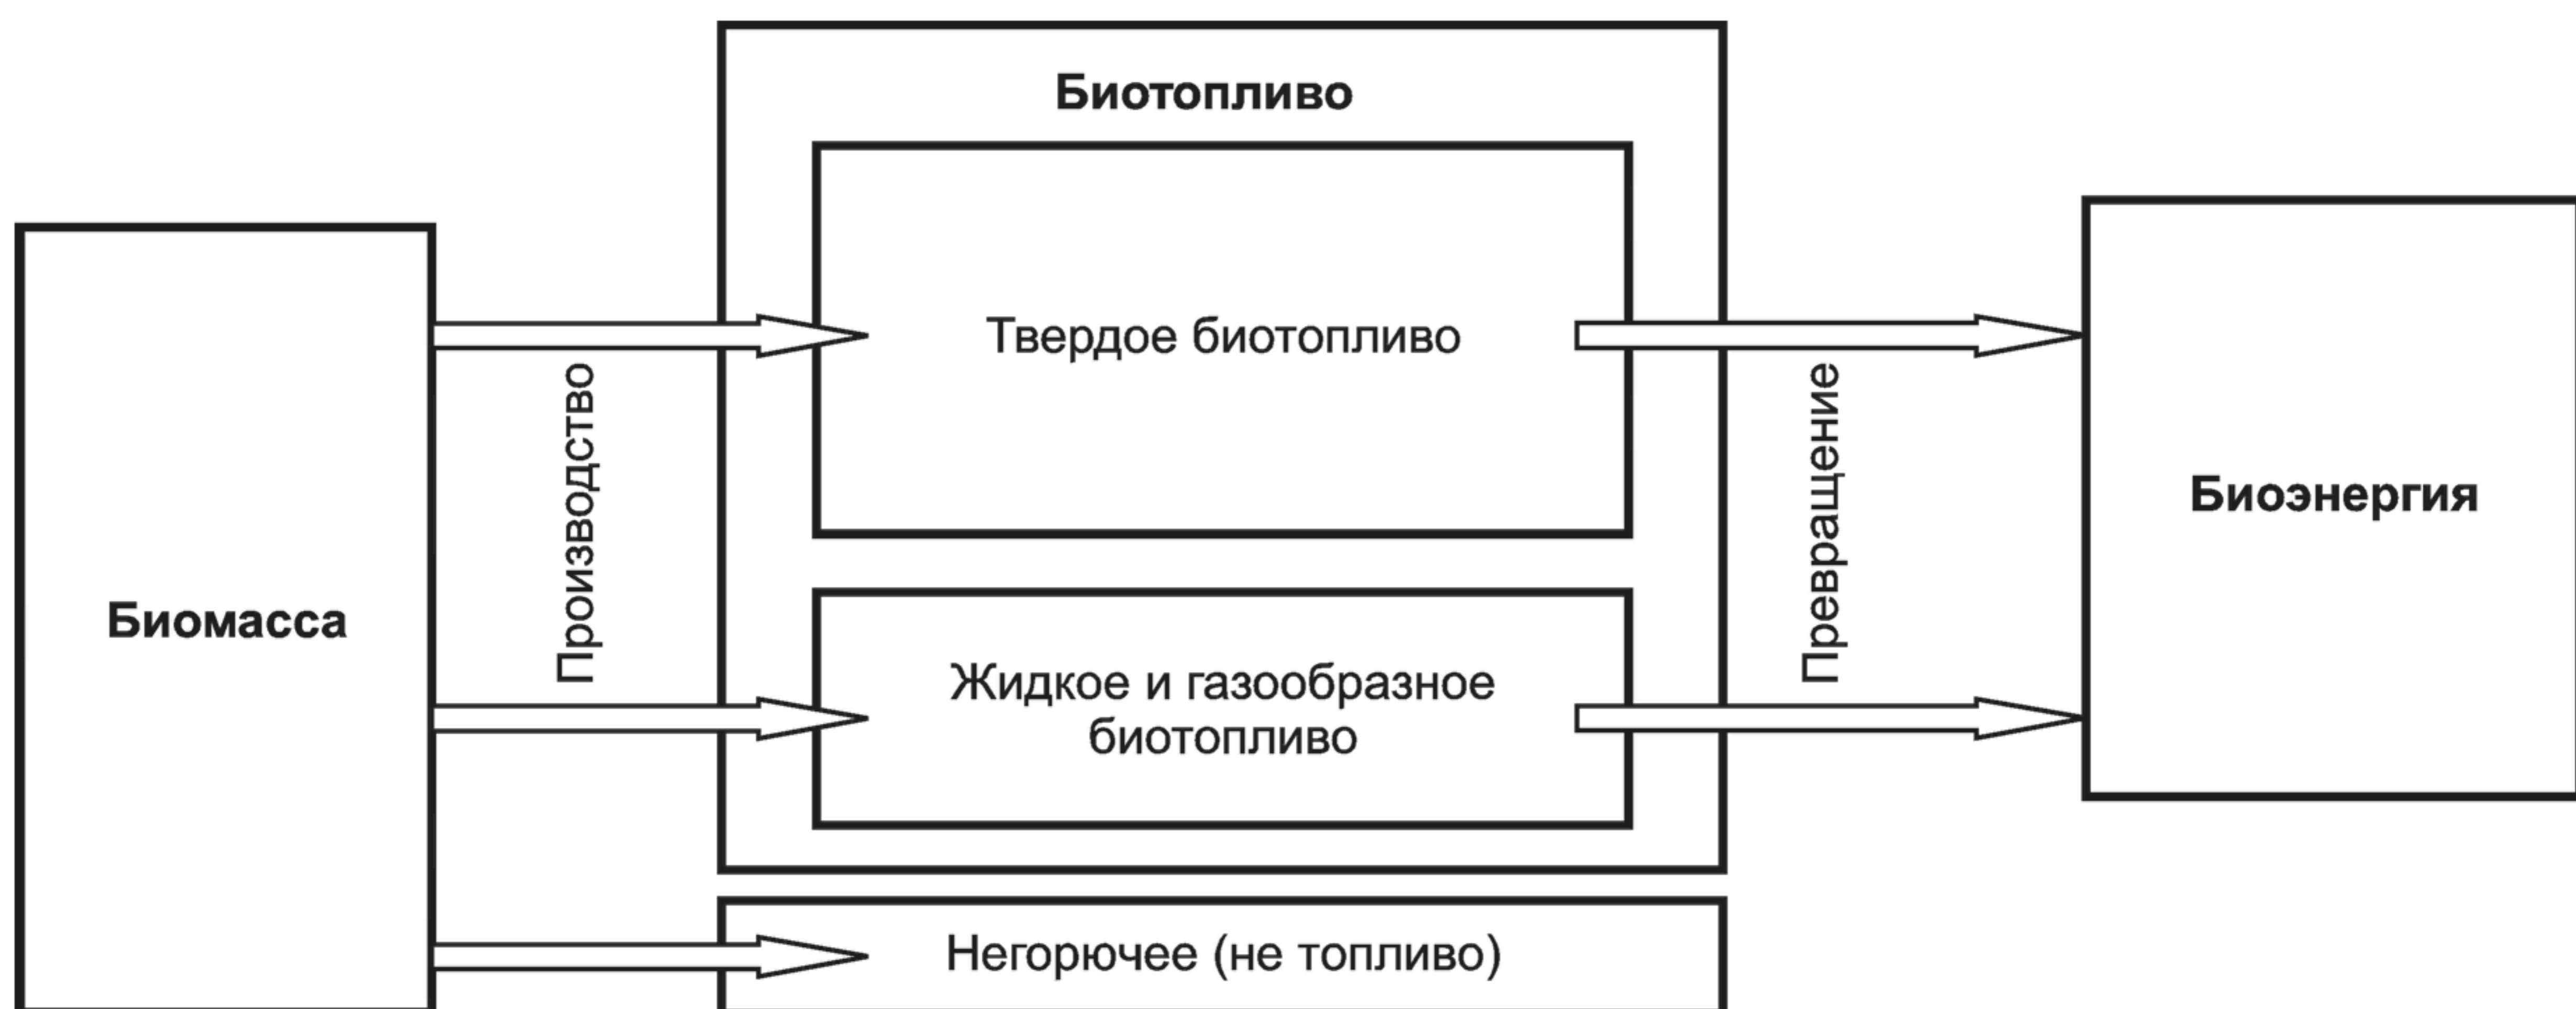 Биомасса
Производство
Биотопливо
Твердое биотопливо
Жидкое и газообразное
биотопливо
Негорючее (не топливо)
Превращение
Биоэнергия